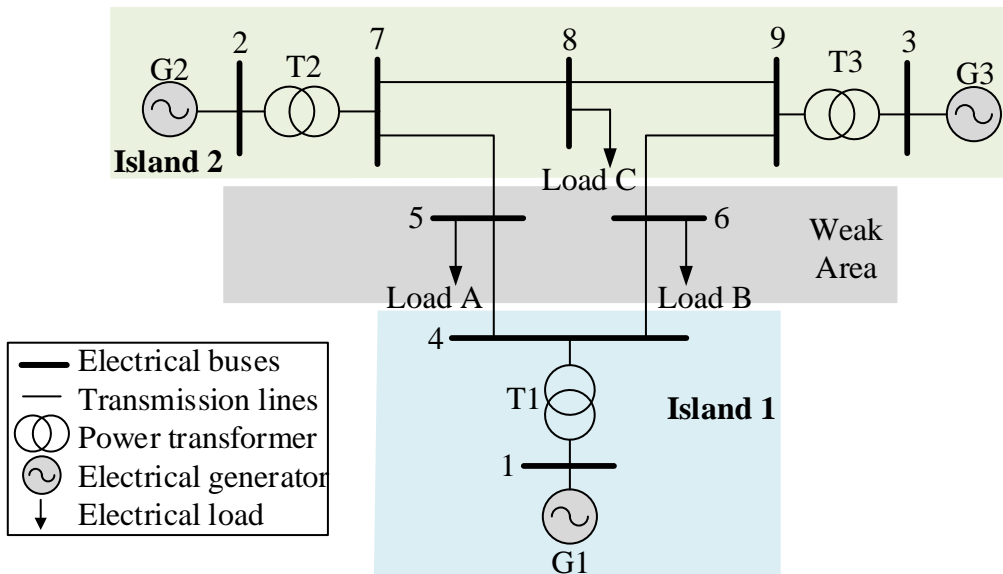 2
7
8
9
3
G2
T2
T3
G3
Island 2
Load C
5
6
Weak
Area
Load A
Load B
4
T1
Island 1
1
G1
Electrical buses
Transmission lines
Power transformer
Electrical generator
Electrical load